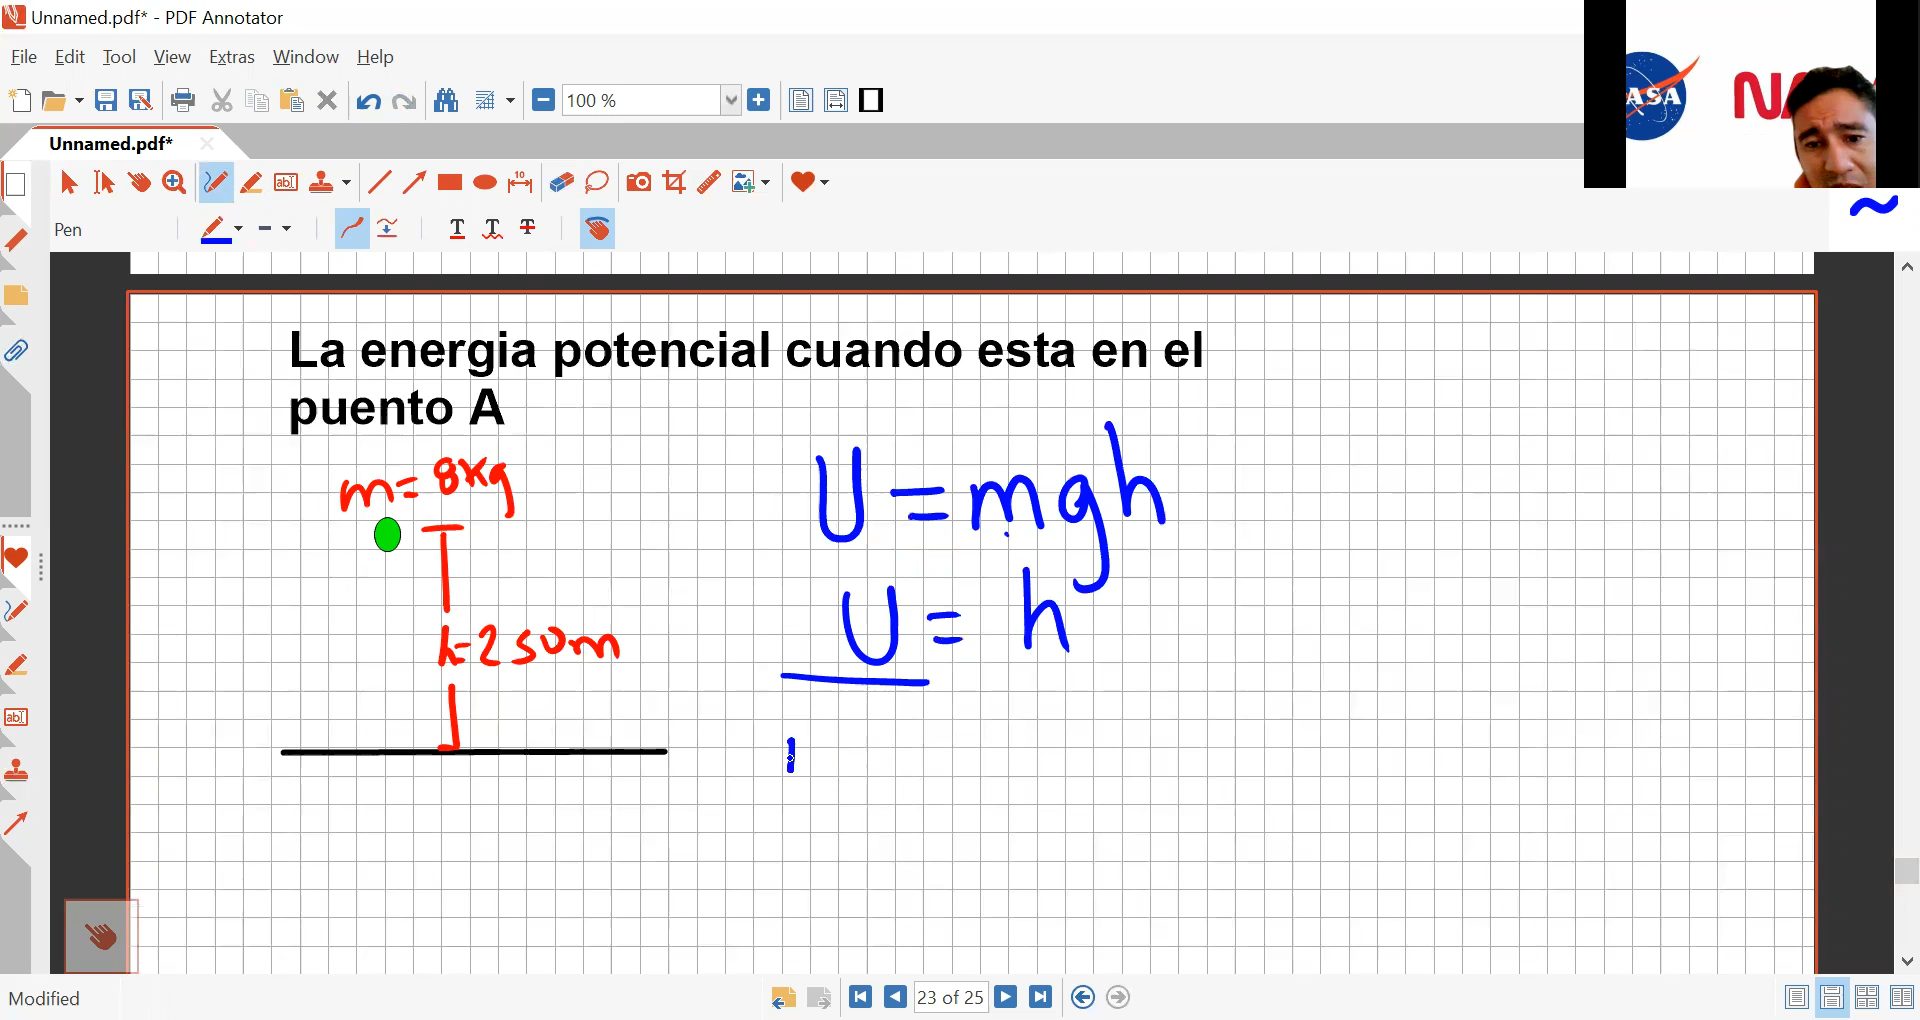 Unnamed.pdf* - PDF Annotator
File Edit Tool View Extras Window Help
100 %
Unnamed.pdf*
10
Pen
La energia potencial cuando esta en el
puento A
m = 8kg
U = mgh
U = h
h=250m
Modified
23 of 25